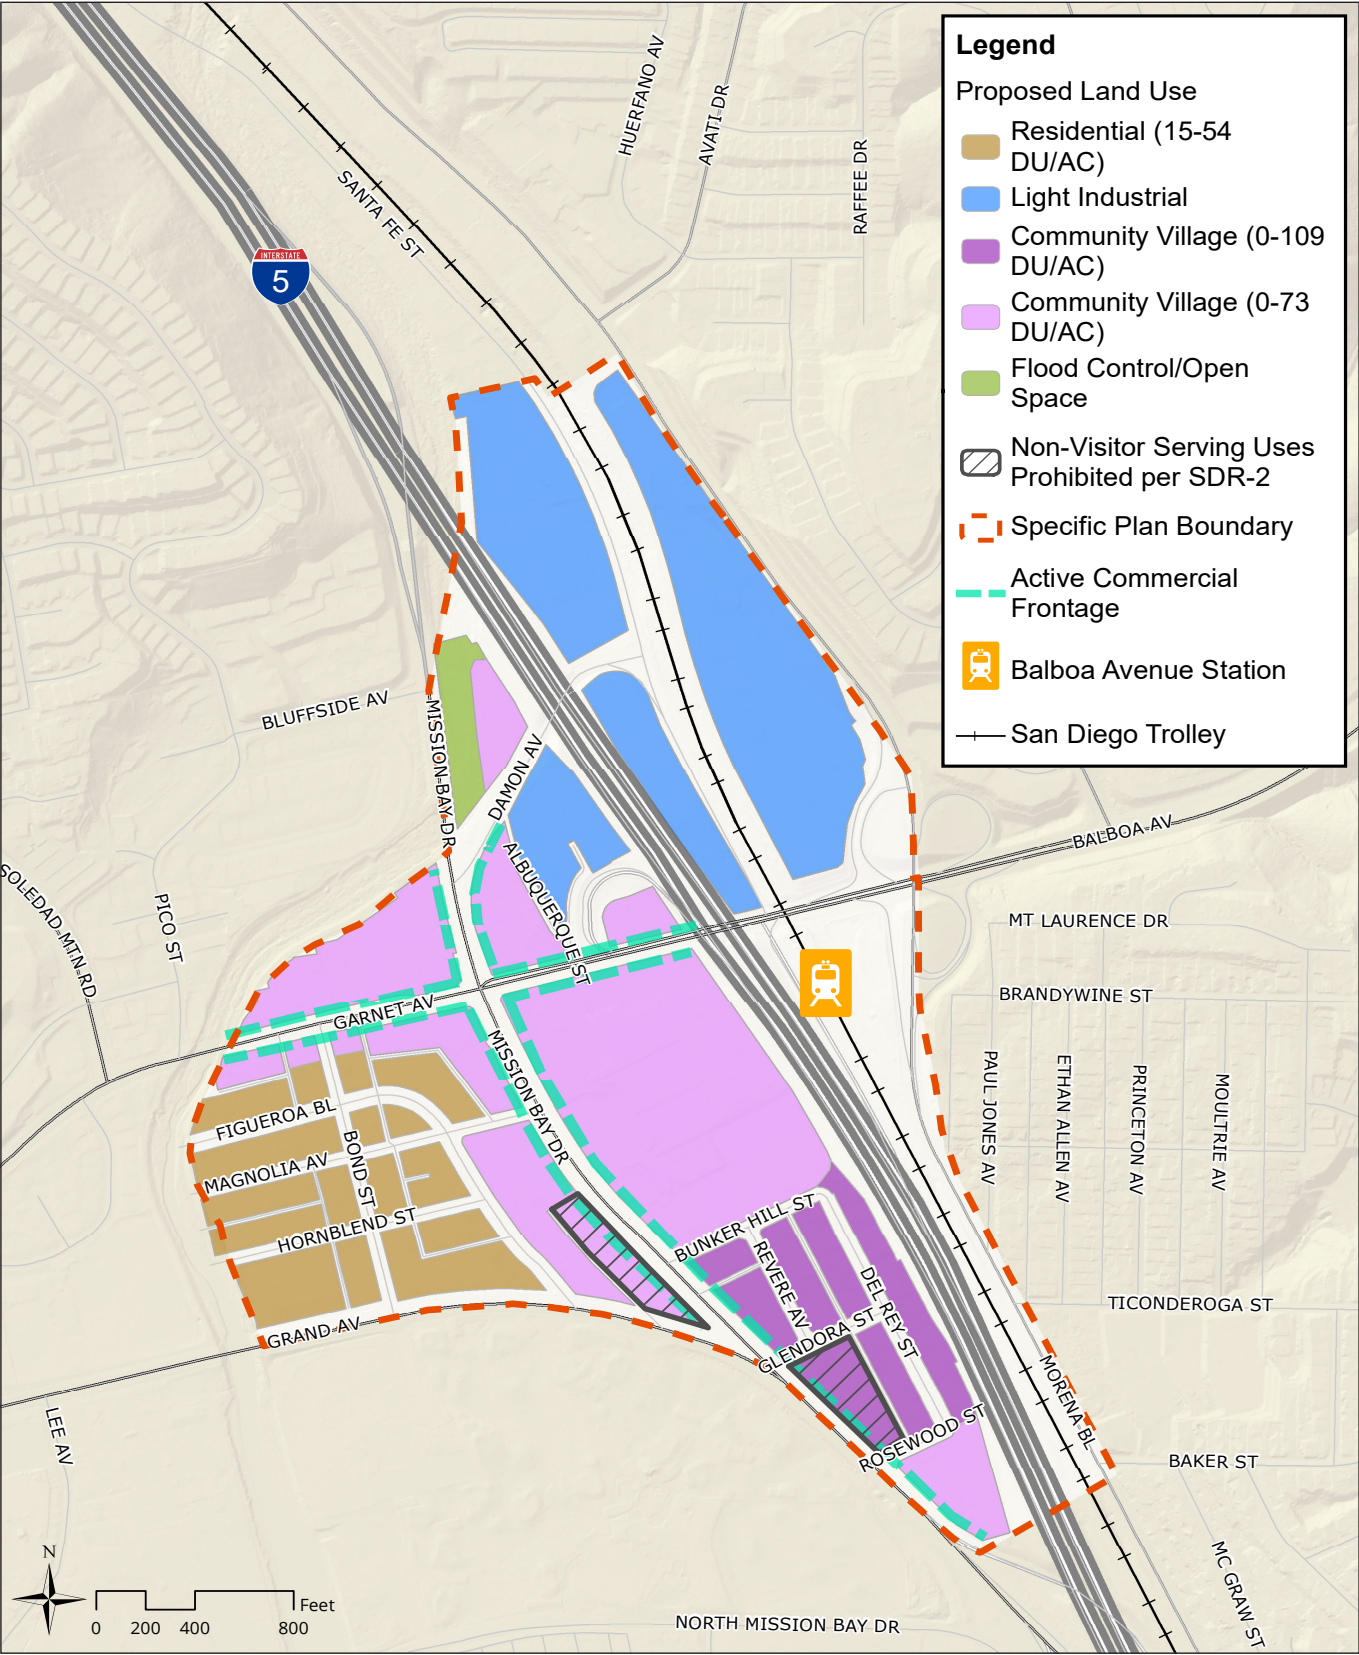 Legend
Proposed Land Use
Residential (15-54
DU/AC)
Light Industrial
Community Village (0-109
DU/AC)
Community Village (0-73
DU/AC)
Flood Control/Open
Space
Non-Visitor Serving Uses
Prohibited per SDR-2
Specific Plan Boundary
Active Commercial
Frontage
Balboa Avenue Station
San Diego Trolley
HUERFANO AV
AVATI DR
RAFFEE DR
SANTA FE ST
INTERSTATE
5
BLUFFSIDE AV
MISSION BAY DR
DAMON AV
ALBUQUERQUE ST
BALBOA AV
SOLEDAD MTN RD
PICO ST
MT LAURENCE DR
BRANDYWINE ST
GARNET AV
MISSION BAY DR
PAUL JONES AV
ETHAN ALLEN AV
PRINCETON AV
MOULTRIE AV
FIGUEROA BL
BOND ST
MAGNOLIA AV
HORNBLEND ST
BUNKER HILL ST
REVERE AV
DEL REY ST
GLENDORA ST
TICONDEROGA ST
GRAND AV
MORENA BL
ROSEWOOD ST
LEE AV
BAKER ST
MC GRAW ST
NORTH MISSION BAY DR
N
Feet
0 200 400 800